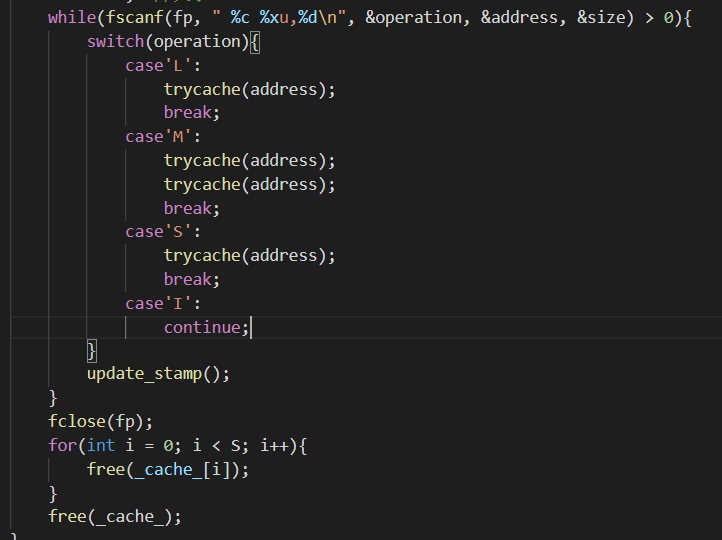 while(fscanf(fp, " %c %xu,%d\n", &operation, &address, &size) > 0){
switch(operation){
case'L':
trycache(address);
break;
case'M':
trycache(address);
trycache(address);
break;
case'S':
trycache(address);
break;
case'I':
continue;
}
update_stamp();
}
fclose(fp);
for(int i = 0; i < S; i++){
free(_cache_[i]);
}
free(_cache_);